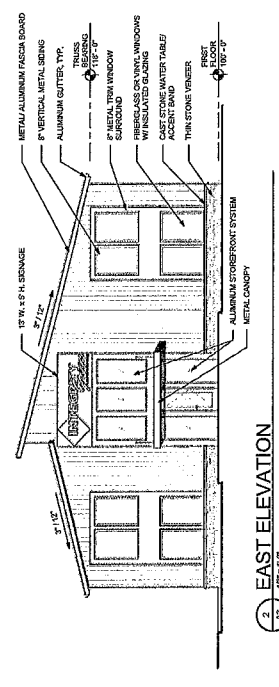 13' W. x 5' H. SIGNAGE
METAL/ ALUMINUM FASCIA BOARD
8" VERTICAL METAL SIDING
ALUMINUM GUTTER, TYP.
TRUSS
BEARING
8" METAL TRIM WINDOW
SURROUND
FIBERGLASS OR VINYL WINDOWS
W/ INSULATED GLAZING
CAST STONE WATER TABLE/
ACCENT BAND
FIRST
FLOOR
100'- 0"
THIN STONE VENEER
ALUMINUM STOREFRONT SYSTEM
METAL CANOPY
3" / 12"
3" / 12"
2
EAST ELEVATION